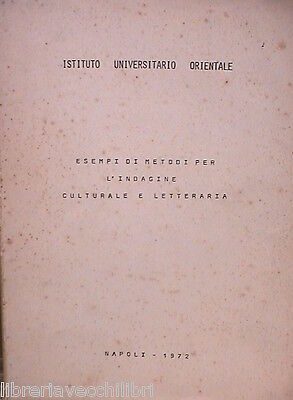 ISTITUTO UNIVERSITARIO ORIENTALE
ESEMPI DI METODI PER
L'INDAGINE
CULTURALE E LETTERARIA
NAPOLI - 1972
libreriavecchilibri